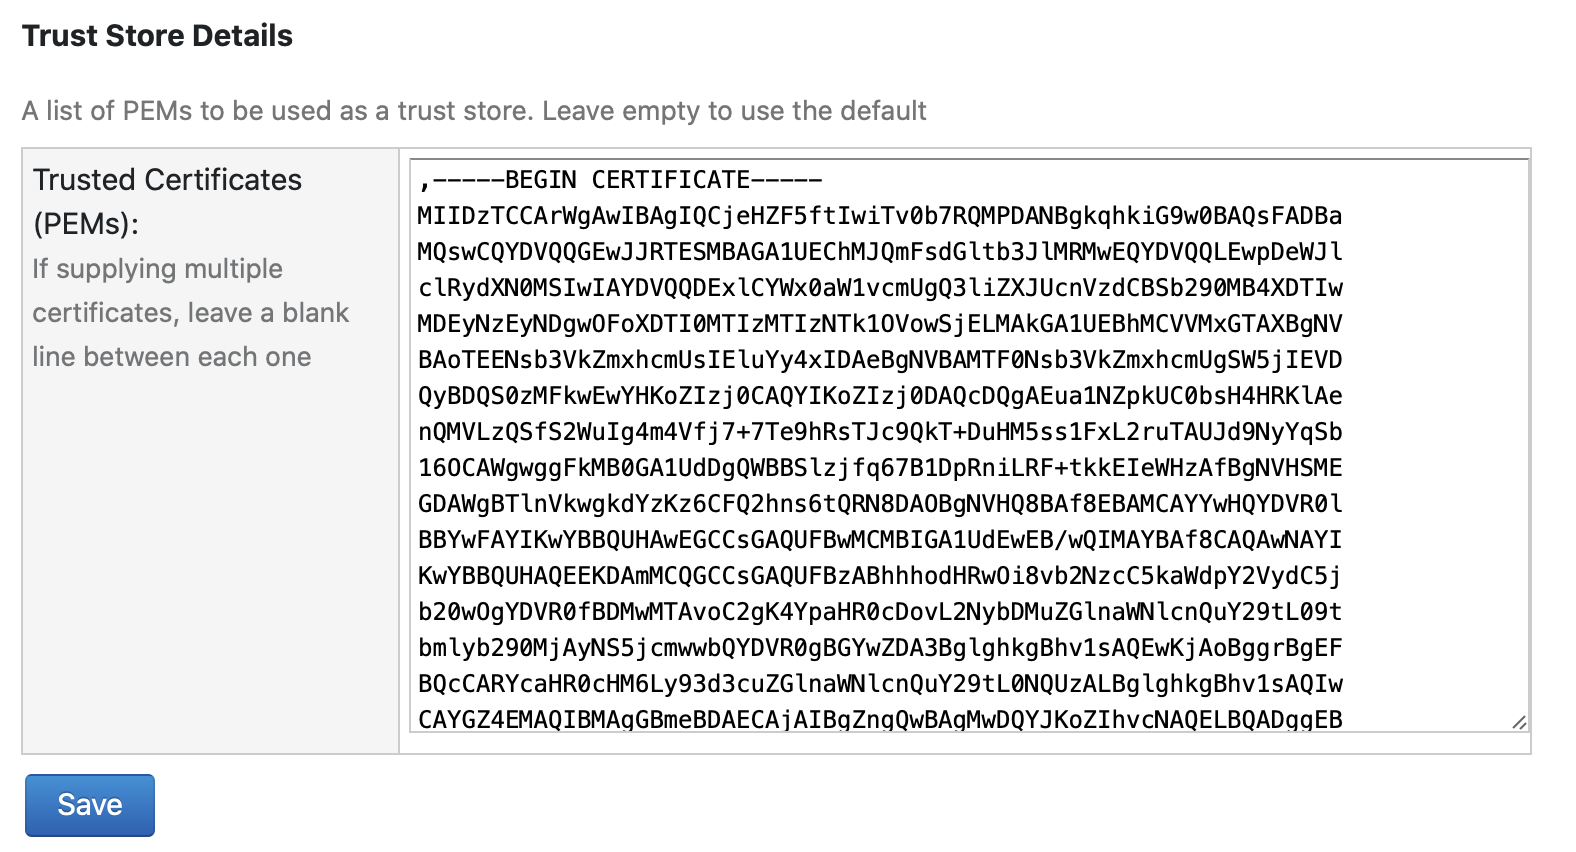 Trust Store Details
A list of PEMs to be used as a trust store. Leave empty to use the default
Trusted Certificates
(PEMs):
If supplying multiple
certificates, leave a blank
line between each one
,-----BEGIN CERTIFICATE-----
MIIDzTCCArWgAwIBAgIQCjeHZF5ftIwiTv0b7RQMPDANBgkqhkiG9w0BAQsFADBa
MQswCQYDVQQGEwJJRTESMBAGA1UEChMJQmFsdGltb3JlMRMwEQYDVQQLEwpDeWJl
clRydXN0MSIwIAYDVQQDExlCYWx0aW1vcmUgQ3liZXJUcnVzdCBSb290MB4XDTIw
MDEyNzEyNDgwOFoXDTI0MTIzMTIzNTk1OVowSjELMAkGA1UEBhMCVVMxGTAXBgNV
BAoTEENsb3VkZmxhcmUsIEluYy4xIDAeBgNVBAMTF0Nsb3VkZmxhcmUgSW5jIEVD
QyBDQS0zMFkwEwYHKoZIzj0CAQYIKoZIzj0DAQcDQgAEua1NZpkUC0bsH4HRKlAe
nQMVLzQSfS2WuIg4m4Vfj7+7Te9hRsTJc9QkT+DuHM5ss1FxL2ruTAUJd9NyYqSb
16OCAWgwggFkMB0GA1UdDgQWBBSlzjfq67B1DpRniLRF+tkkEIeWHzAfBgNVHSME
GDAWgBTlnVkwgkdYzKz6CFQ2hns6tQRN8DAOBgNVHQ8BAf8EBAMCAYYwHQYDVR0l
BBYwFAYIKwYBBQUHAwEGCCsGAQUFBwMCMBIGA1UdEwEB/wQIMAYBAf8CAQAwNAYI
KwYBBQUHAQEEKDAmMCQGCCsGAQUFBzABhhhodHRwOi8vb2NzcC5kaWdpY2VydC5j
b20wOgYDVR0fBDMwMTAvoC2gK4YpaHR0cDovL2NybDMuZGlnaWNlcnQuY29tL09t
bmlyb290MjAyNS5jcmwwbQYDVR0gBGYwZDA3BglghkgBhv1sAQEwKjAoBggrBgEF
BQcCARYcaHR0cHM6Ly93d3cuZGlnaWNlcnQuY29tL0NQUzALBglghkgBhv1sAQIw
CAYGZ4EMAQIBMAgGBmeBDAECAjAIBgZngQwBAgMwDQYJKoZIhvcNAQELBQADggEB
Save